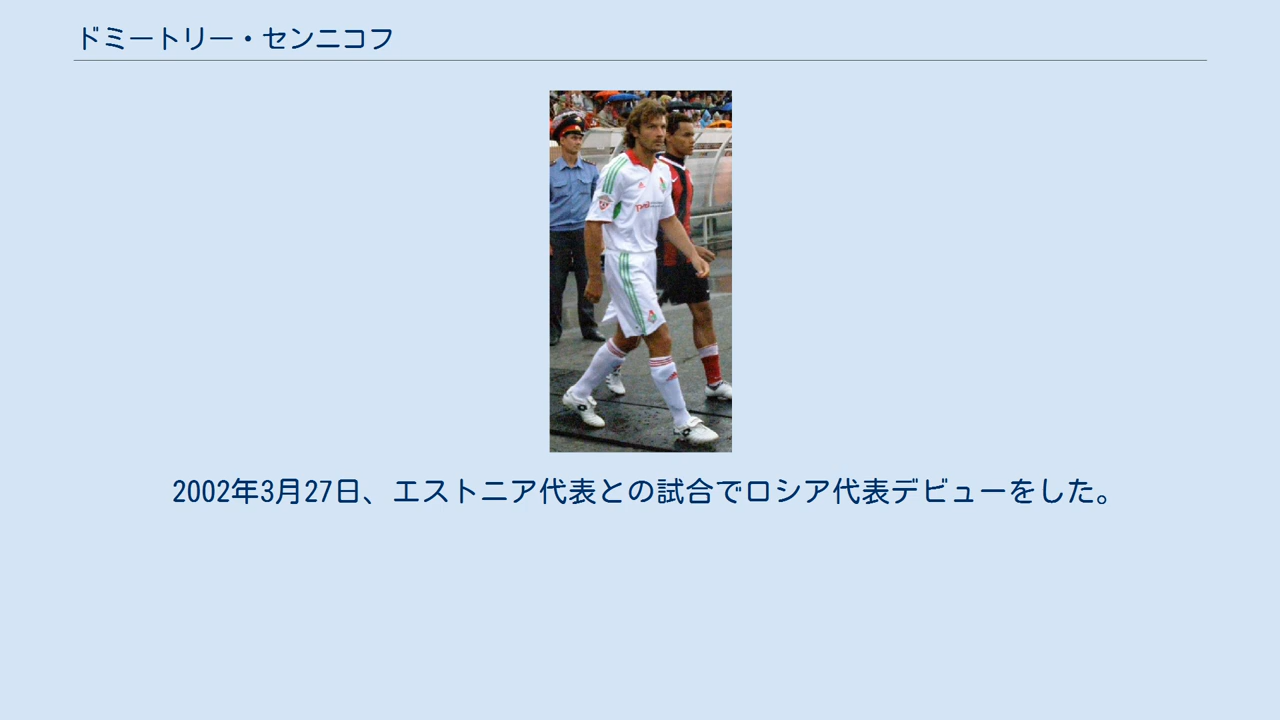 ドミートリー・センニコフ
2002年3月27日、エストニア代表との試合でロシア代表デビューをした。